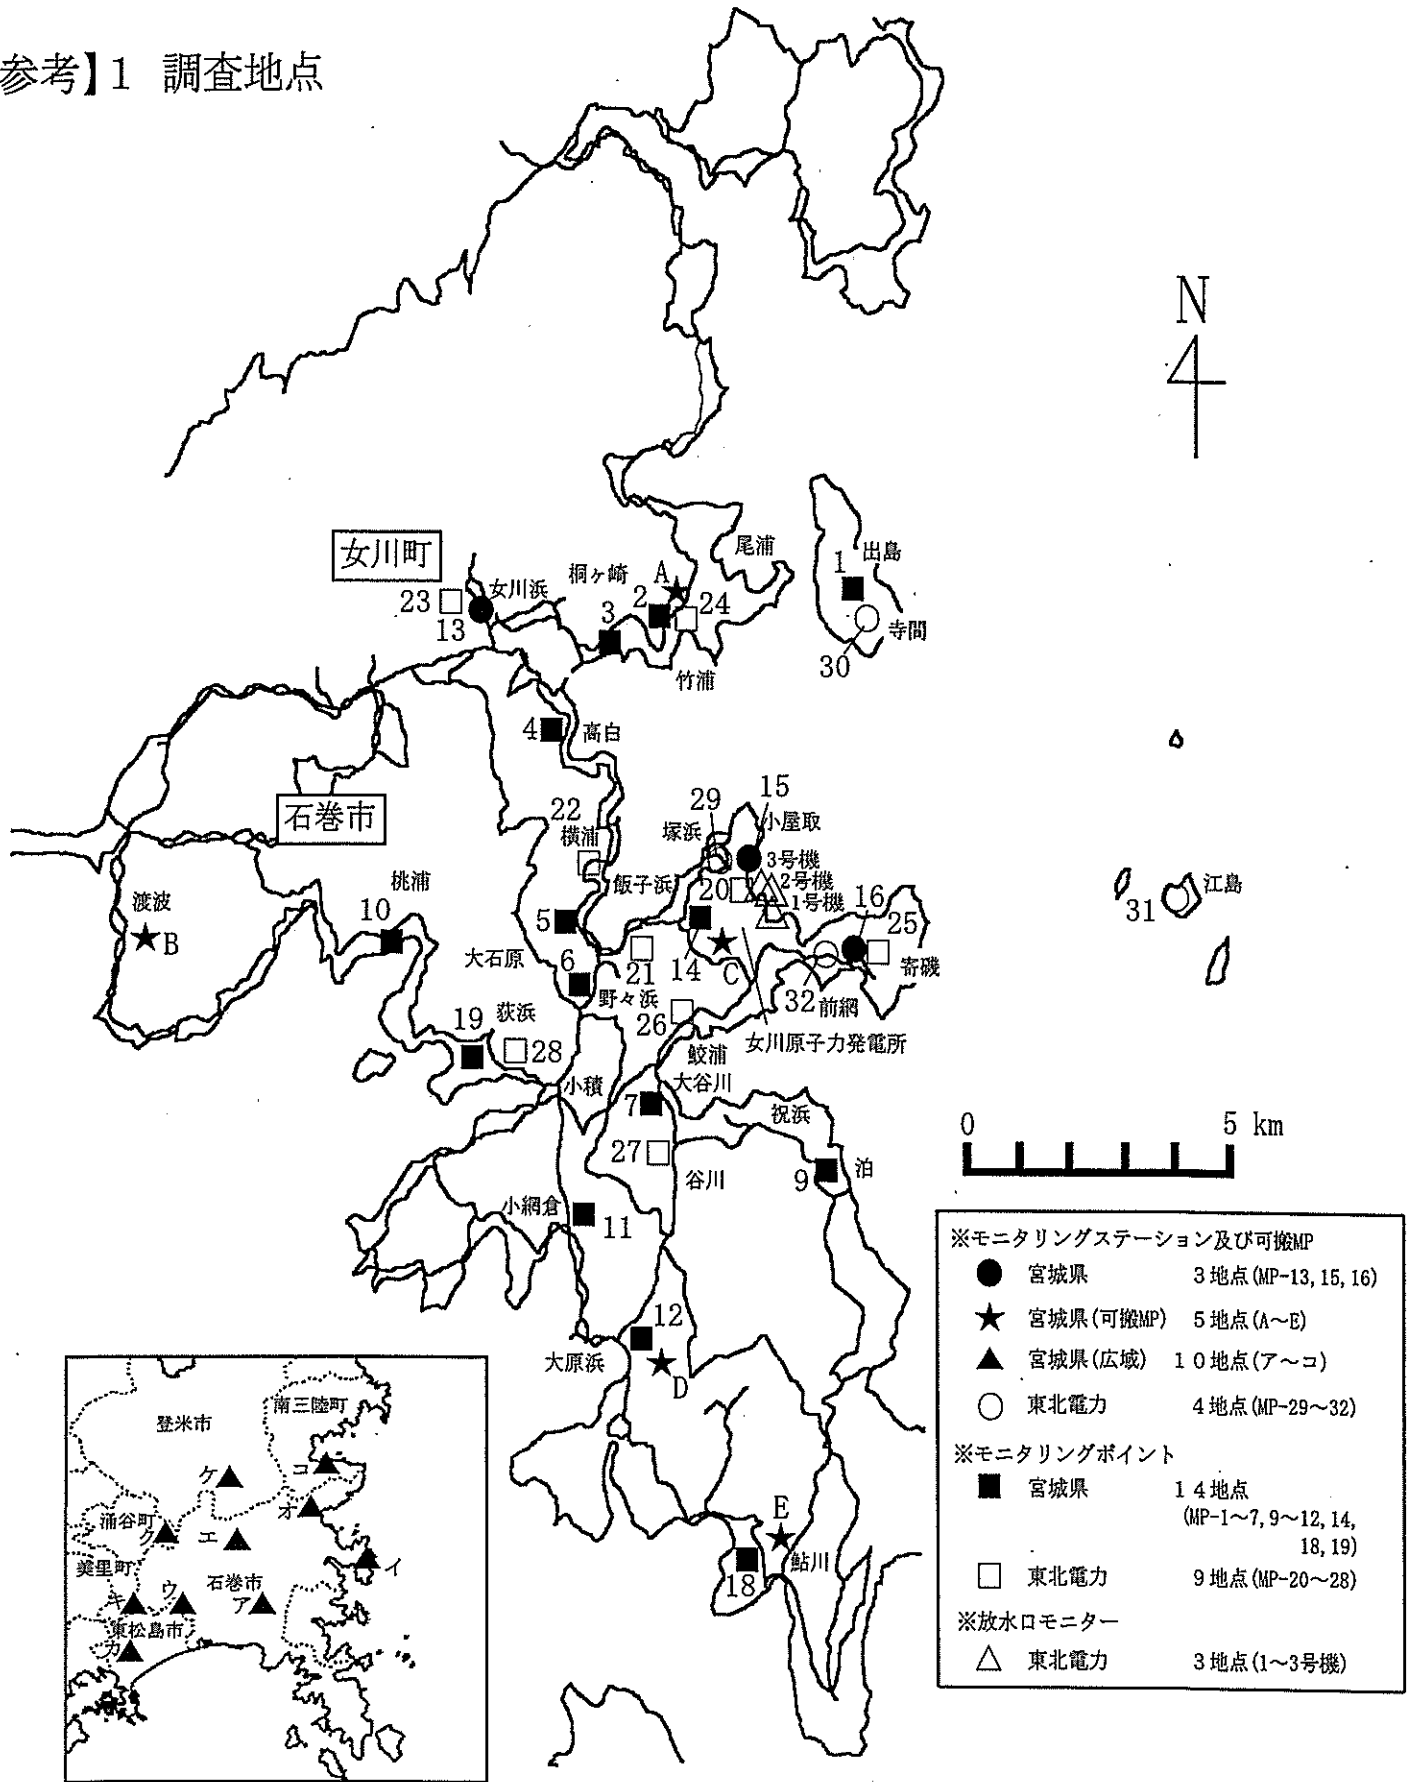 参考】1 調査地点
N
尾浦
出島
1
女川町
桐ヶ崎
A
女川浜
23
2
24
13
3
寺間
30
竹浦
4
高白
15
石巻市
22
29
小屋取
横浦
塚浜
3号機
桃浦
飯子浜
2号機
江島
20
1号機
渡波
10
16
31
25
B
5
大石原
6
21
14
C
寄磯
野々浜
32
前網
荻浜
26
19
28
鮫浦
女川原子力発電所
小積
大谷川
7
祝浜
0
5 km
27
谷川
9
泊
小網倉
11
12
大原浜
D
E
18
鮎川
※モニタリングステーション及び可搬MP
宮城県 3地点(MP-13, 15, 16)
宮城県(可搬MP) 5地点(A～E)
宮城県(広域) 10地点(ア～コ)
東北電力 4地点(MP-29～32)
※モニタリングポイント
宮城県 14地点
(MP-1～7, 9～12, 14,
18, 19)
東北電力 9地点(MP-20～28)
※放水口モニター
東北電力 3地点(1～3号機)
南三陸町
登米市
ケ
コ
オ
涌谷町
ク
エ
イ
美里町
石巻市
キ
ウ
ア
東松島市
カ